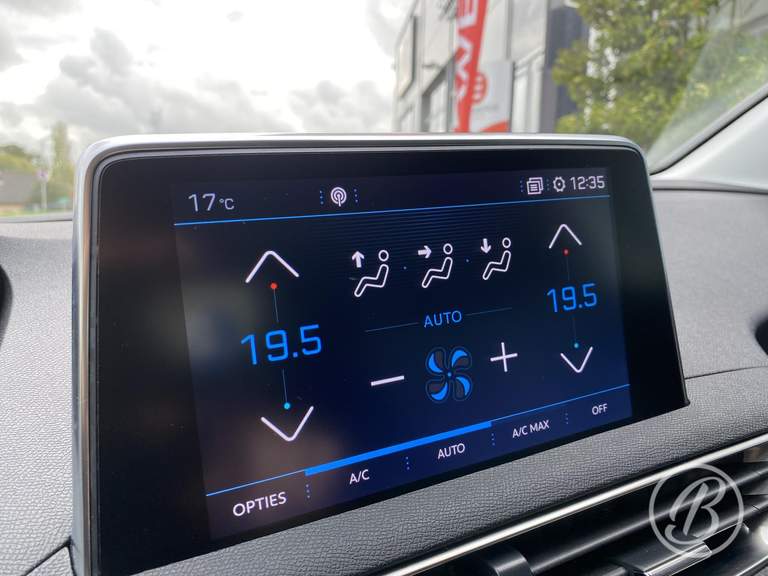 17°C
12:35
19.5
19.5
AUTO
OPTIES
A/C
AUTO
A/C MAX
OFF
B